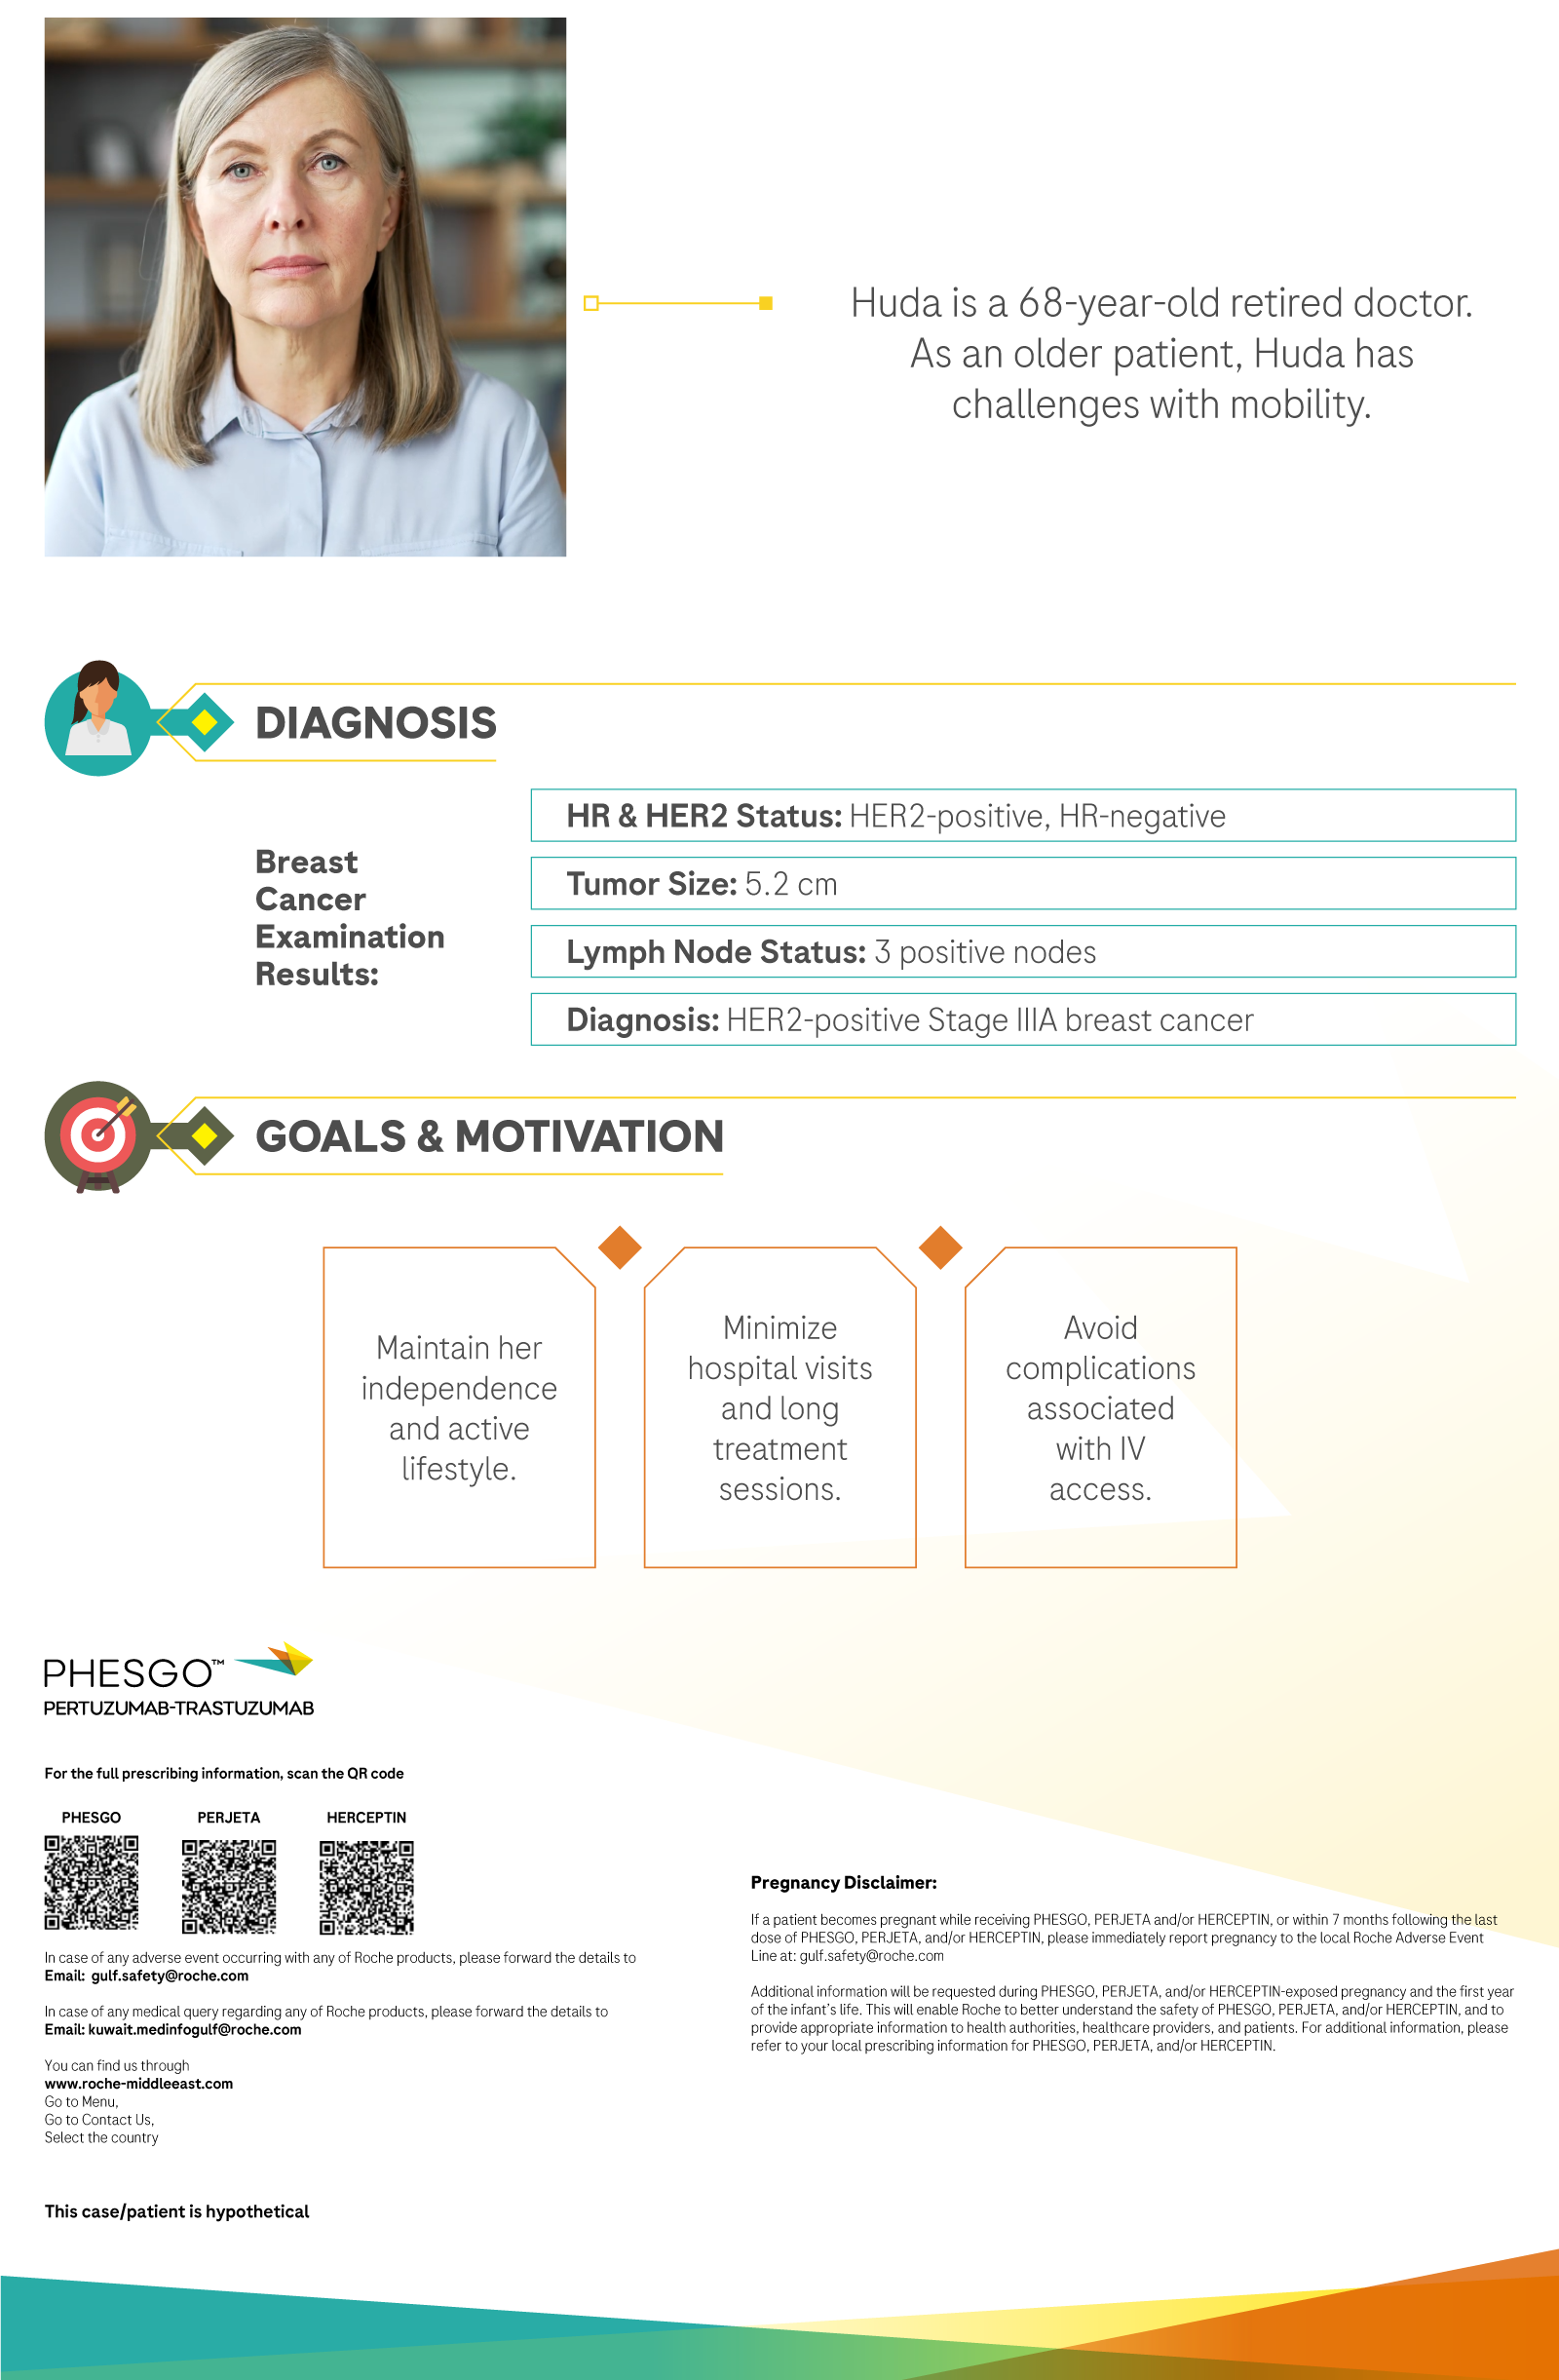 Huda is a 68-year-old retired doctor.
As an older patient, Huda has
challenges with mobility.
DIAGNOSIS
Breast
Cancer
Examination
Results:
HR & HER2 Status: HER2-positive, HR-negative
Tumor Size: 5.2 cm
Lymph Node Status: 3 positive nodes
Diagnosis: HER2-positive Stage IIIA breast cancer
GOALS & MOTIVATION
Maintain her
independence
and active
lifestyle.
Minimize
hospital visits
and long
treatment
sessions.
Avoid
complications
associated
with IV
access.
PHESGO™
PERTUZUMAB-TRASTUZUMAB
For the full prescribing information, scan the QR code
PHESGO PERJETA HERCEPTIN
In case of any adverse event occurring with any of Roche products, please forward the details to
Email: gulf.safety@roche.com
In case of any medical query regarding any of Roche products, please forward the details to
Email: kuwait.medinfogulf@roche.com
You can find us through
www.roche-middleeast.com
Go to Menu,
Go to Contact Us,
Select the country
Pregnancy Disclaimer:
If a patient becomes pregnant while receiving PHESGO, PERJETA and/or HERCEPTIN, or within 7 months following the last
dose of PHESGO, PERJETA, and/or HERCEPTIN, please immediately report pregnancy to the local Roche Adverse Event
Line at: gulf.safety@roche.com
Additional information will be requested during PHESGO, PERJETA, and/or HERCEPTIN-exposed pregnancy and the first year
of the infant's life. This will enable Roche to better understand the safety of PHESGO, PERJETA, and/or HERCEPTIN, and to
provide appropriate information to health authorities, healthcare providers, and patients. For additional information, please
refer to your local prescribing information for PHESGO, PERJETA, and/or HERCEPTIN.
This case/patient is hypothetical